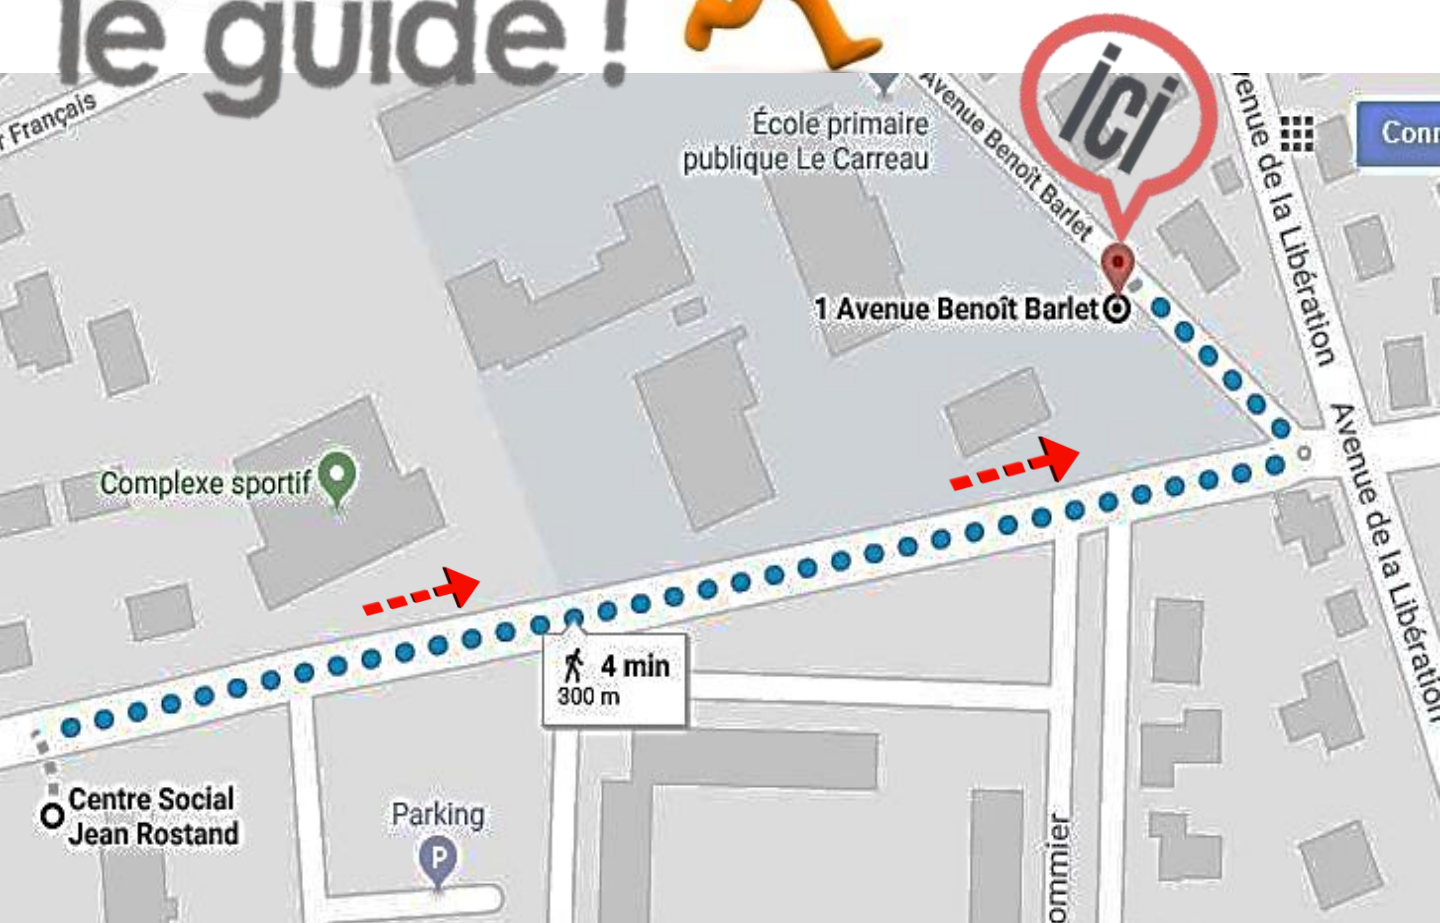 le guide !
ici
r Français
École primaire
publique Le Carreau
Avenue Benoît Barlet
venue de la Libération
Conn
1 Avenue Benoît Barlet
Avenue de la Libération
Complexe sportif
4 min
300 m
Centre Social
Jean Rostand
Parking
P
ommier